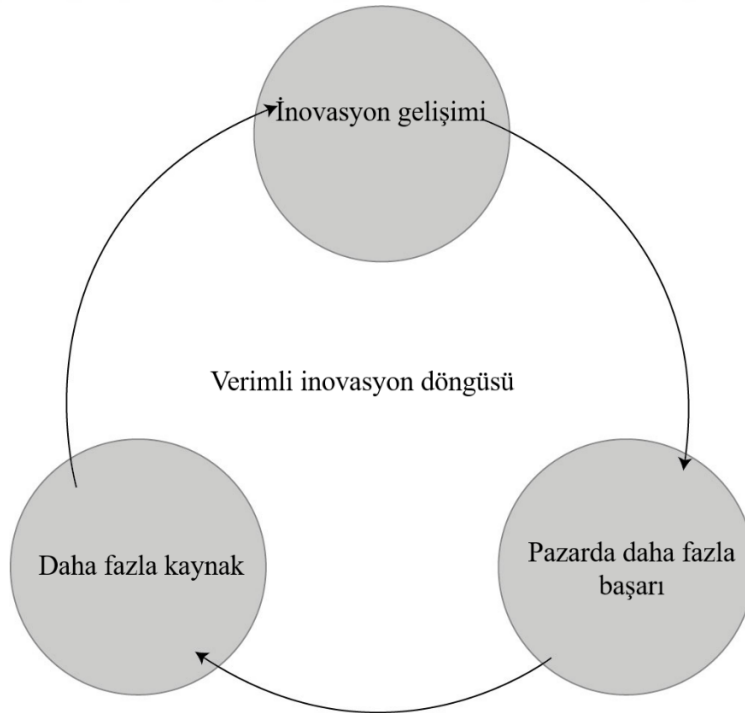 İnovasyon gelişimi
Verimli inovasyon döngüsü
Daha fazla kaynak
Pazarda daha fazla
başarı